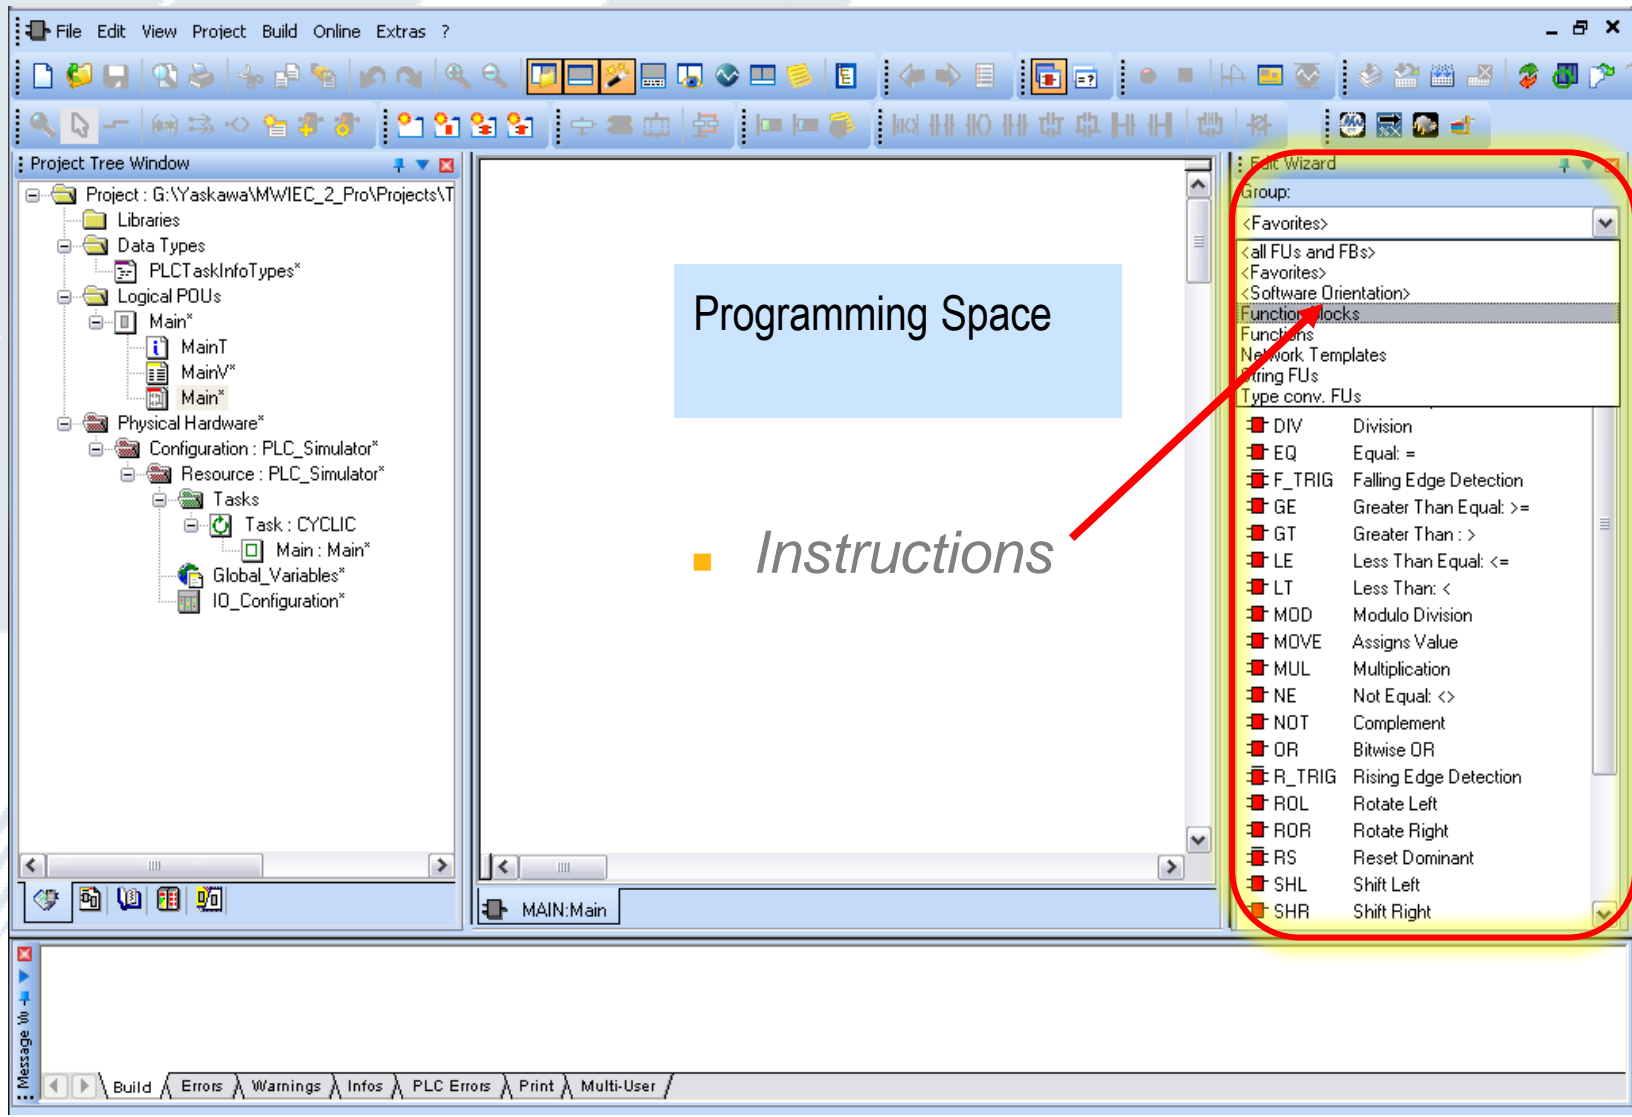 File Edit View Project Build Online Extras ?
Project Tree Window
Project : G:\Yaskawa\MWIEC_2_Pro\Projects\T
Libraries
Data Types
PLCTaskInfoTypes*
Logical POUs
Main*
MainT
MainV*
Main*
Physical Hardware*
Configuration : PLC_Simulator*
Resource : PLC_Simulator*
Tasks
Task : CYCLIC
Main : Main*
Global_Variables*
IO_Configuration*
Programming Space
Instructions
MAIN:Main
Edit Wizard
Group:
<Favorites>
<all FUs and FBs>
<Favorites>
<Software Orientation>
Function Blocks
Functions
Network Templates
String FUs
Type conv. FUs
DIV Division
EQ Equal: =
F_TRIG Falling Edge Detection
GE Greater Than Equal: >=
GT Greater Than : >
LE Less Than Equal: <=
LT Less Than: <
MOD Modulo Division
MOVE Assigns Value
MUL Multiplication
NE Not Equal: <>
NOT Complement
OR Bitwise OR
R_TRIG Rising Edge Detection
ROL Rotate Left
ROR Rotate Right
RS Reset Dominant
SHL Shift Left
SHR Shift Right
Message
Build Errors Warnings Infos PLC Errors Print Multi-User